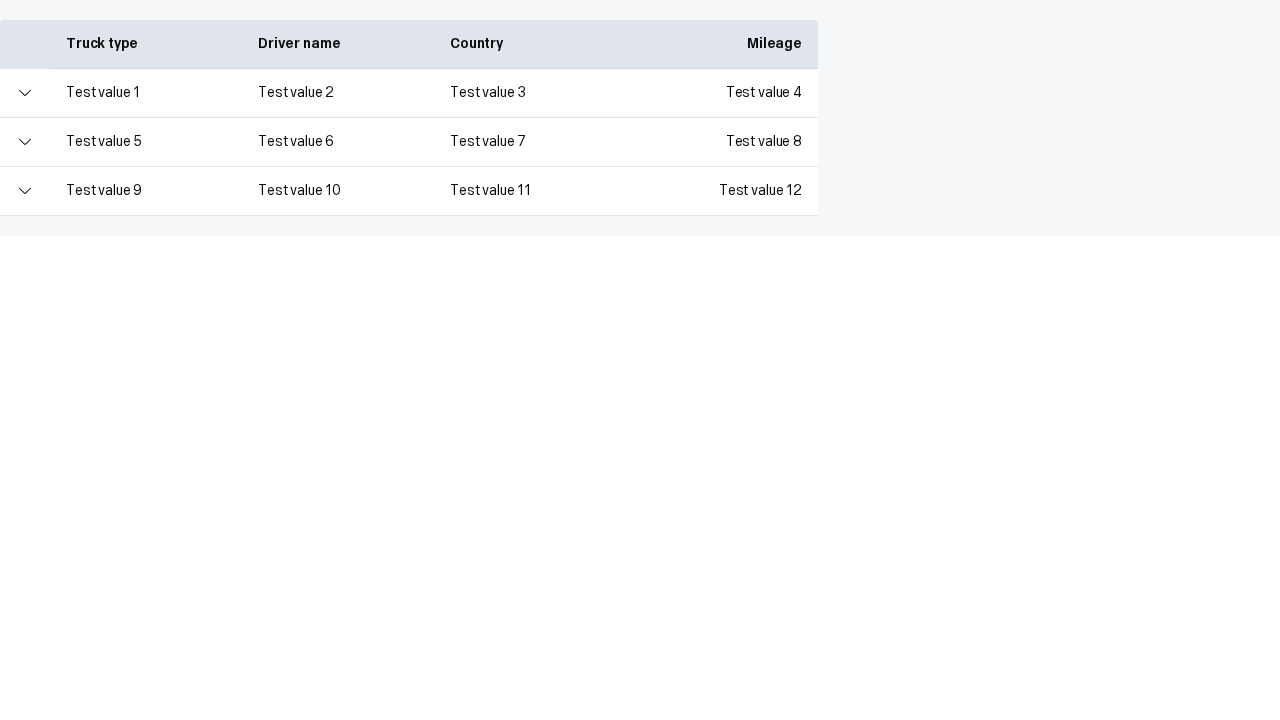 Truck type Driver name Country Mileage
Test value 1 Test value 2 Test value 3 Test value 4
Test value 5 Test value 6 Test value 7 Test value 8
Test value 9 Test value 10 Test value 11 Test value 12